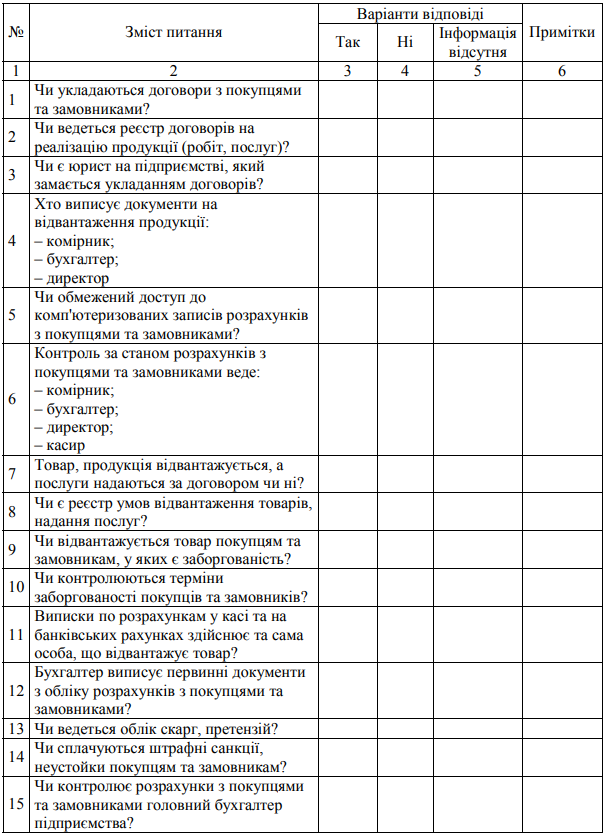 №
Зміст питання
Варіанти відповіді
Примітки
Так
Ні
Інформація
відсутня
1
2
3
4
5
6
1
Чи укладаються договори з покупцями
та замовниками?
2
Чи ведеться реєстр договорів на
реалізацію продукції (робіт, послуг)?
3
Чи є юрист на підприємстві, який
замається укладанням договорів?
4
Хто виписує документи на
відвантаження продукції:
– комірник;
– бухгалтер;
– директор
5
Чи обмежений доступ до
комп'ютеризованих записів розрахунків
з покупцями та замовниками?
6
Контроль за станом розрахунків з
покупцями та замовниками веде:
– комірник;
– бухгалтер;
– директор;
– касир
7
Товар, продукція відвантажується, а
послуги надаються за договором чи ні?
8
Чи є реєстр умов відвантаження товарів,
надання послуг?
9
Чи відвантажується товар покупцям та
замовникам, у яких є заборгованість?
10
Чи контролюються терміни
заборгованості покупців та замовників?
11
Виписки по розрахункам у касі та на
банківських рахунках здійснює та сама
особа, що відвантажує товар?
12
Бухгалтер виписує первинні документи
з обліку розрахунків з покупцями та
замовниками?
13
Чи ведеться облік скарг, претензій?
14
Чи сплачуються штрафні санкції,
неустойки покупцям та замовникам?
15
Чи контролює розрахунки з покупцями
та замовниками головний бухгалтер
підприємства?